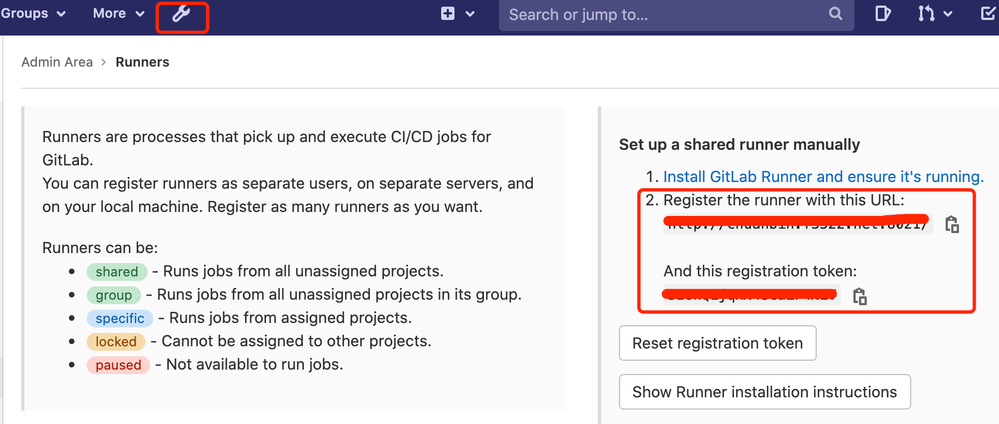 Groups More Search or jump to...
Admin Area > Runners
Runners are processes that pick up and execute CI/CD jobs for
GitLab.
You can register runners as separate users, on separate servers, and
on your local machine. Register as many runners as you want.
Runners can be:
• shared - Runs jobs from all unassigned projects.
• group - Runs jobs from all unassigned projects in its group.
• specific - Runs jobs from assigned projects.
• locked - Cannot be assigned to other projects.
• paused - Not available to run jobs.
Set up a shared runner manually
1. Install GitLab Runner and ensure it's running.
2. Register the runner with this URL:
And this registration token:
Reset registration token
Show Runner installation instructions